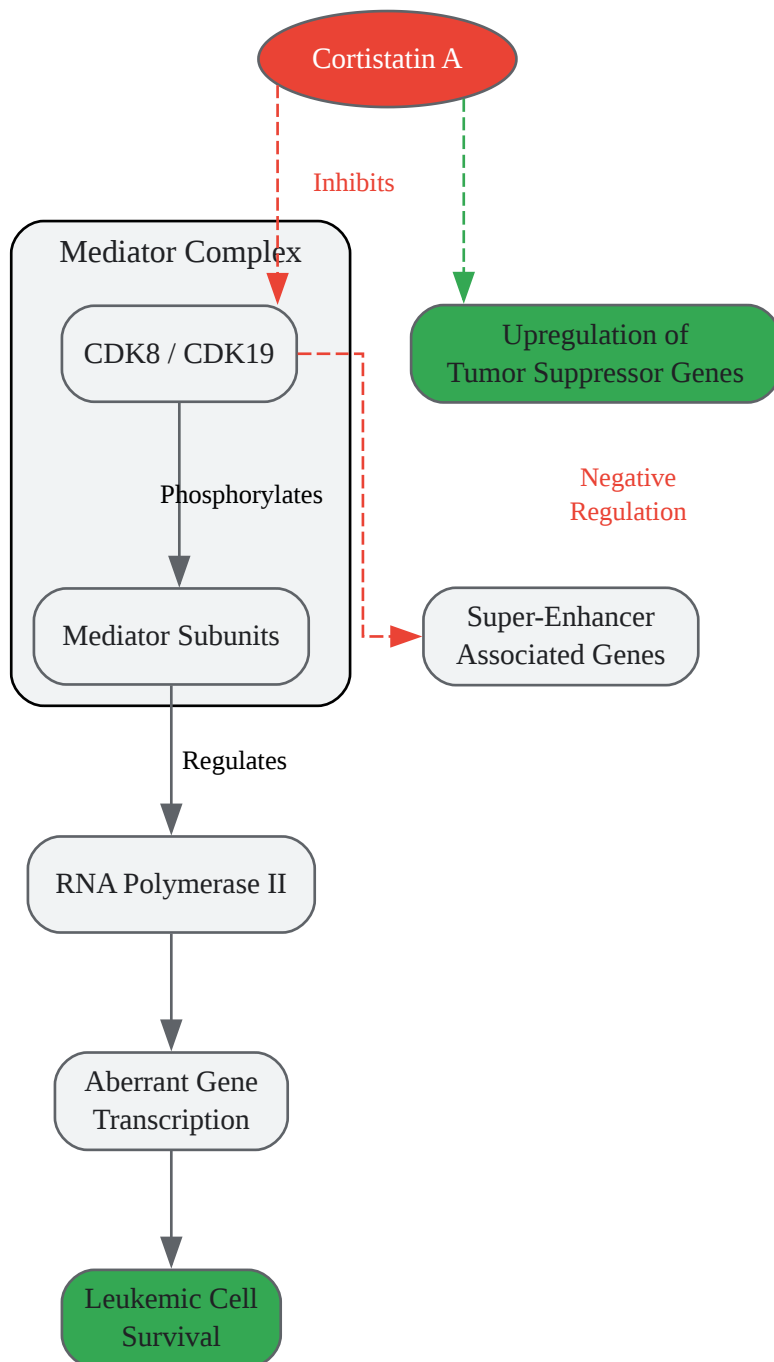 Cortistatin A
Inhibits
Mediator Complex
CDK8 / CDK19
Upregulation of
Tumor Suppressor Genes
Phosphorylates
Negative
Regulation
Mediator Subunits
Super-Enhancer
Associated Genes
Regulates
RNA Polymerase II
Aberrant Gene
Transcription
Leukemic Cell
Survival